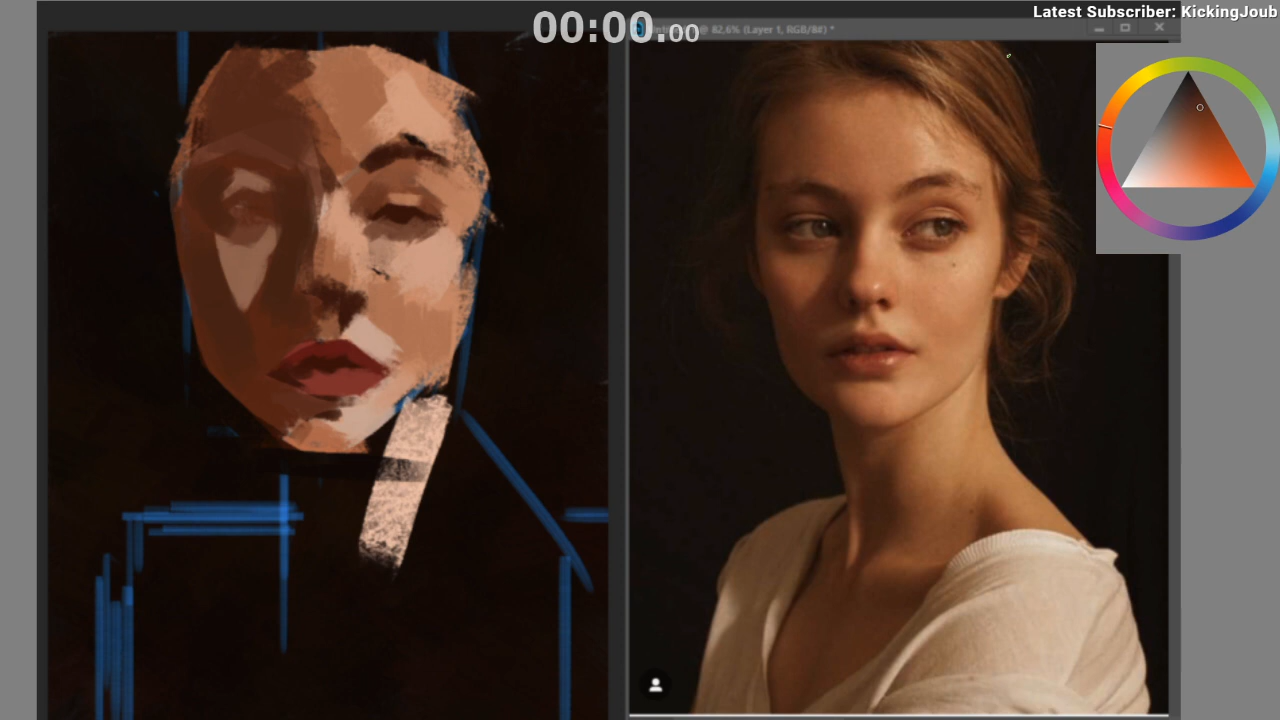 Latest Subscriber: KickingJoub
00:00.00
@ 82,6% (Layer 1, RGB/8#) *